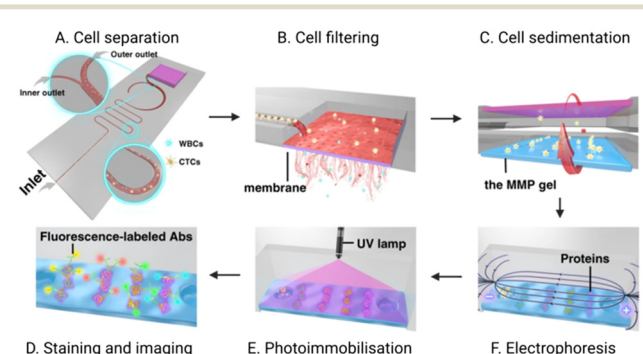 A. Cell separation
B. Cell filtering
C. Cell sedimentation
Outer outlet
Inner outlet
WBCs
CTCs
Inlet
membrane
the MMP gel
Fluorescence-labeled Abs
UV lamp
Proteins
D. Staining and imaging
E. Photoimmobilisation
F. Electrophoresis